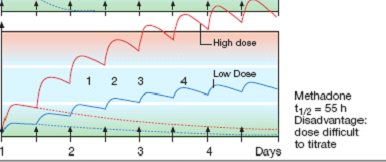 High dose
1 2 3 4
Low Dose
Methadone
t1/2 = 55 h
Disadvantage:
dose difficult
to titrate
1 2 3 4 Days